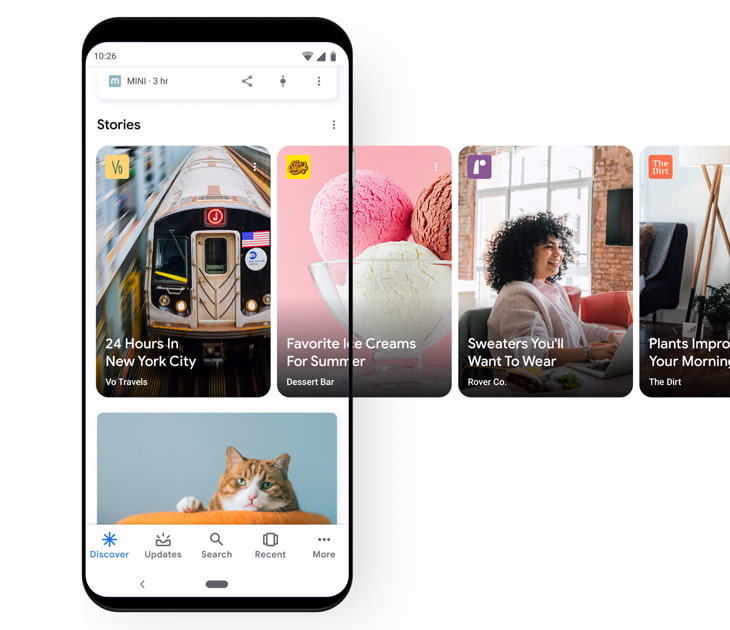 10:26
m MINI · 3 hr
Stories
Vo
J
24 Hours In
New York City
Vo Travels
Favorite Ice Creams
For Summer
Dessert Bar
r
Sweaters You'll
Want To Wear
Rover Co.
The
Dirt
Plants Impro
Your Morning
The Dirt
Discover Updates Search Recent More